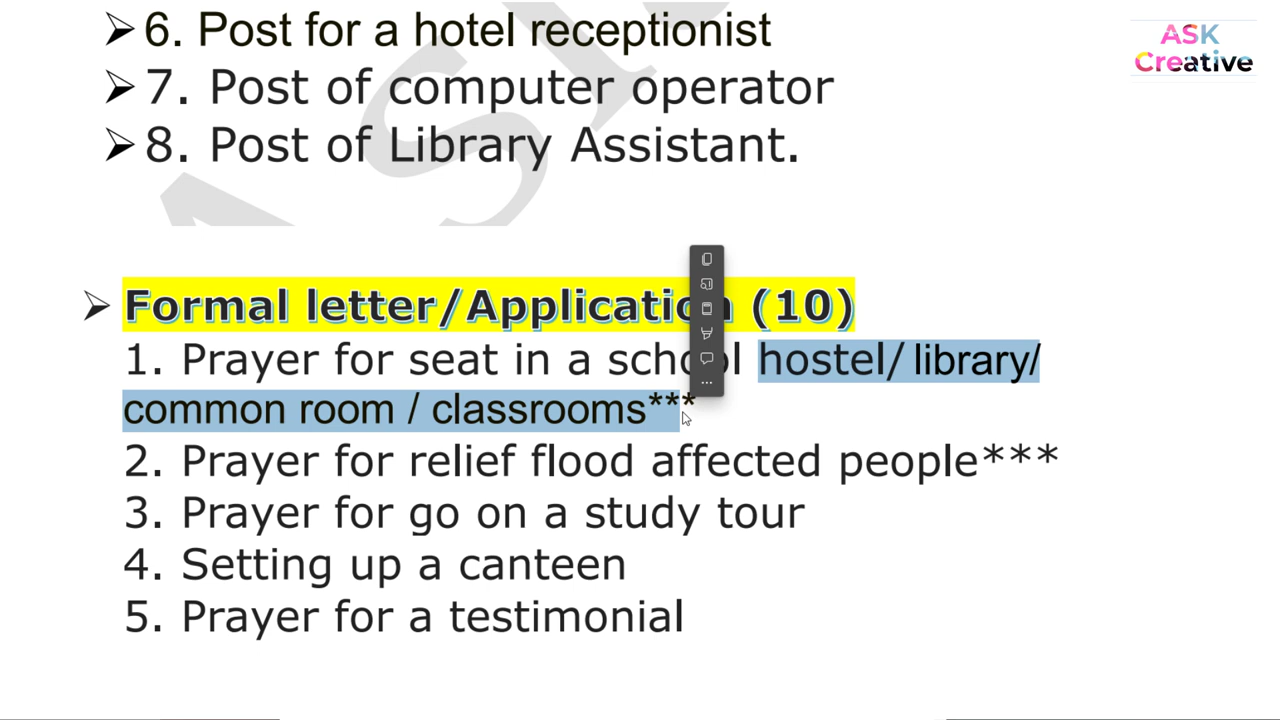 ➢ 6. Post for a hotel receptionist
ASK
Creative
➢ 7. Post of computer operator
➢ 8. Post of Library Assistant.
➢ Formal letter/Application (10)
1. Prayer for seat in a school hostel/ library/
common room / classrooms***
2. Prayer for relief flood affected people***
3. Prayer for go on a study tour
4. Setting up a canteen
5. Prayer for a testimonial